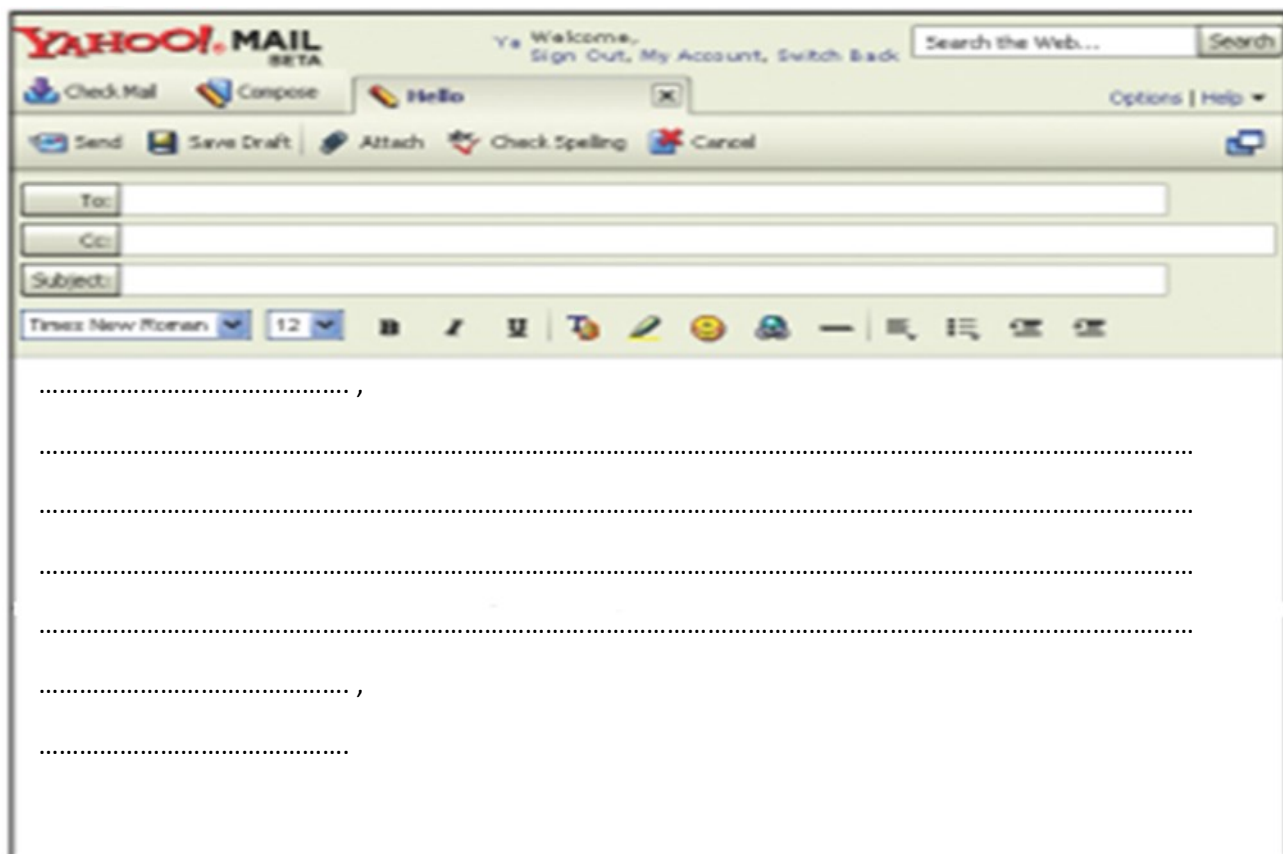 YAHOO!. MAIL
BETA
Ya Welcome,
Sign Out, My Account, Switch Back
Search the Web... Search
Check Mail Compose Hello Options | Help
Send Save Draft Attach Check Spelling Cancel
To:
Cc:
Subject:
Times New Roman 12 B I U
............................................. ,
........................................................................................................................................................................
........................................................................................................................................................................
........................................................................................................................................................................
........................................................................................................................................................................
............................................. ,
.............................................